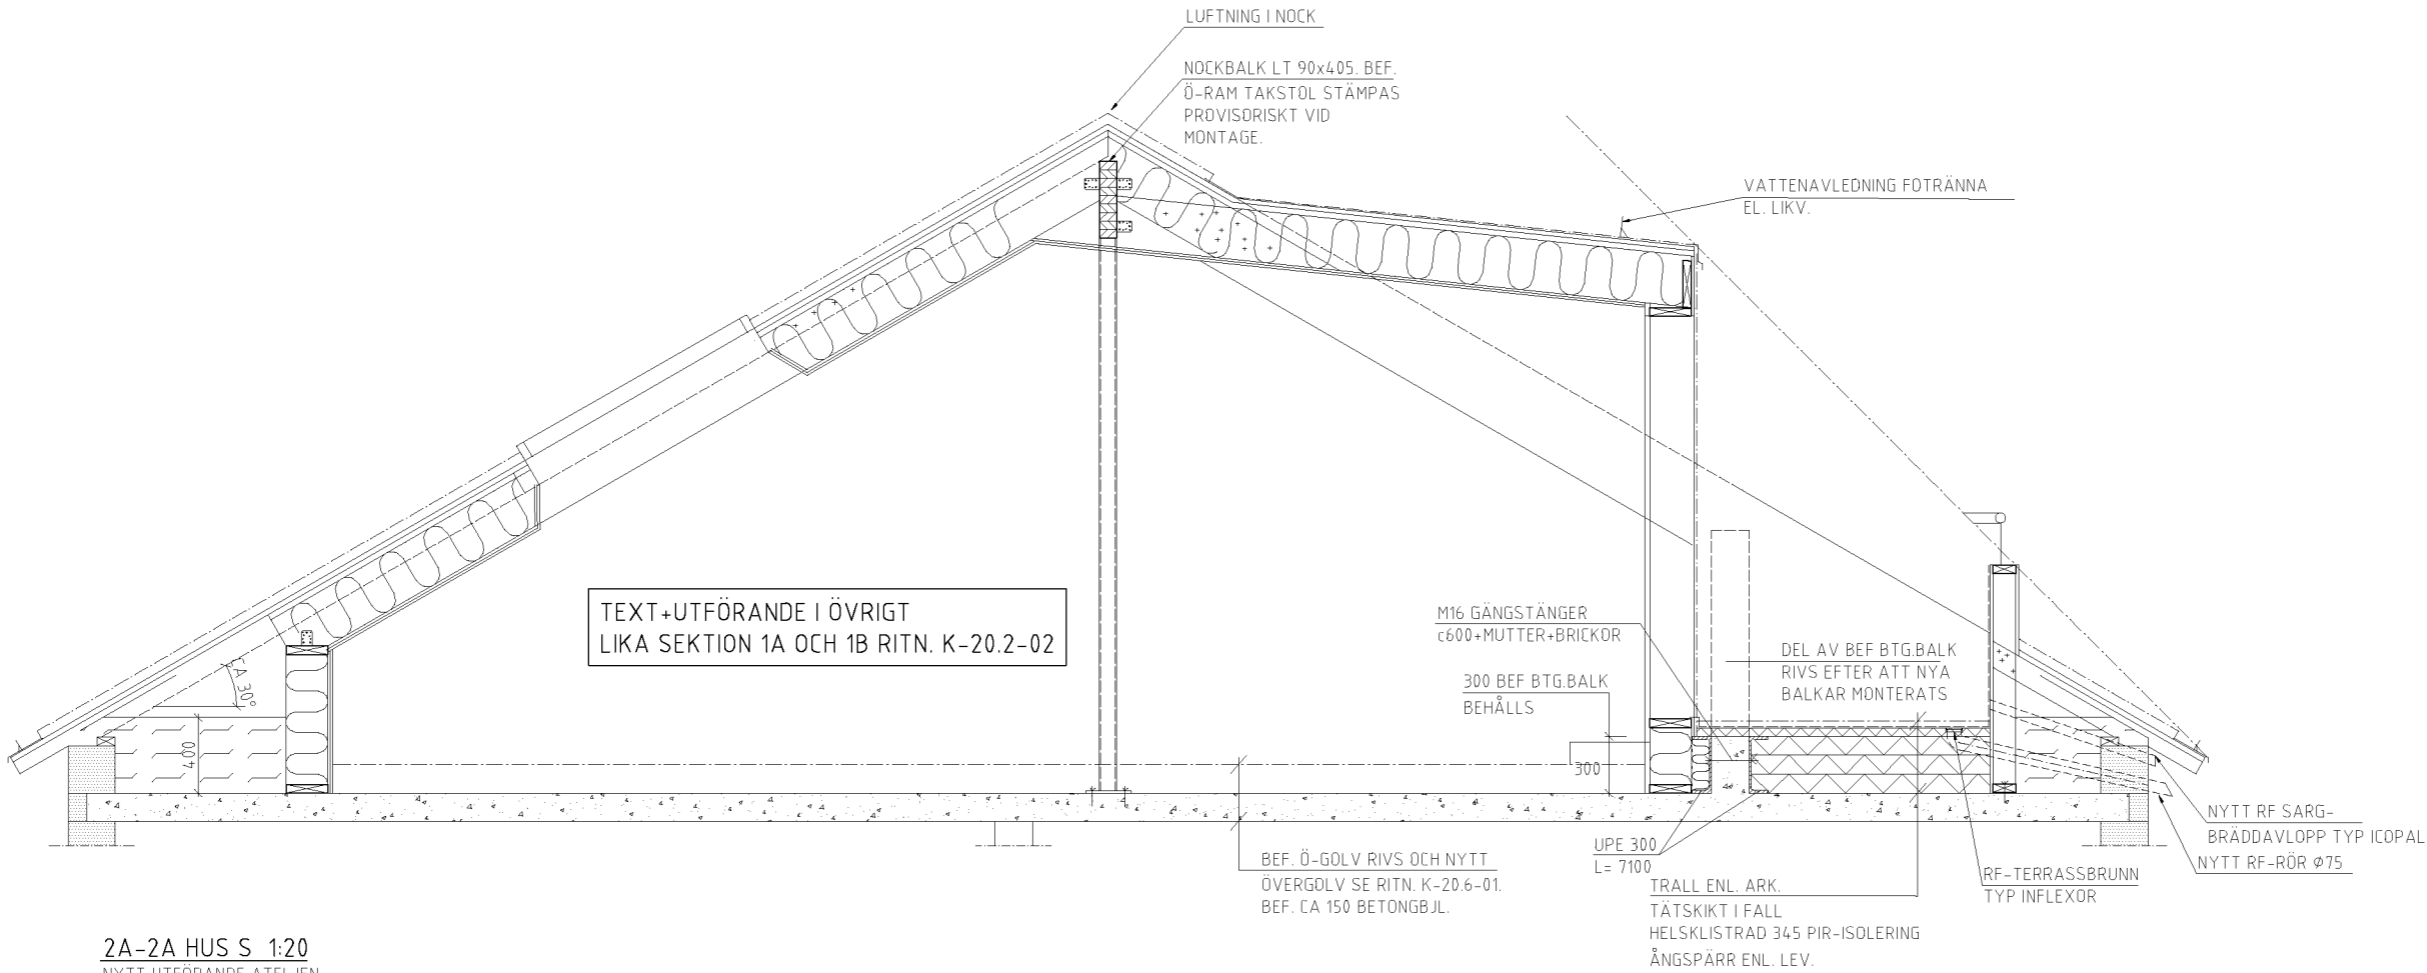 LUFTNING I NOCK
NOCKBALK LT 90x405. BEF.
Ö-RAM TAKSTOL STÄMPAS
PROVISORISKT VID
MONTAGE.
VATTENAVLEDNING FOTRÄNNA
EL. LIKV.
TEXT+UTFÖRANDE I ÖVRIGT
LIKA SEKTION 1A OCH 1B RITN. K-20.2-02
M16 GÄNGSTÄNGER
c600+MUTTER+BRICKOR
DEL AV BEF BTG.BALK
RIVS EFTER ATT NYA
BALKAR MONTERATS
300 BEF BTG.BALK
BEHÅLLS
CA 30°
400
300
NYTT RF SARG-
BRÄDDAVLOPP TYP ICOPAL
NYTT RF-RÖR Ø75
UPE 300
L= 7100
BEF. Ö-GOLV RIVS OCH NYTT
ÖVERGOLV SE RITN. K-20.6-01.
BEF. CA 150 BETONGBJL.
RF-TERRASSBRUNN
TYP INFLEXOR
TRALL ENL. ARK.
TÄTSKIKT I FALL
HELSKLISTRAD 345 PIR-ISOLERING
ÅNGSPÄRR ENL. LEV.
2A-2A HUS S 1:20
NYTT UTFÖRANDE ATELJEN